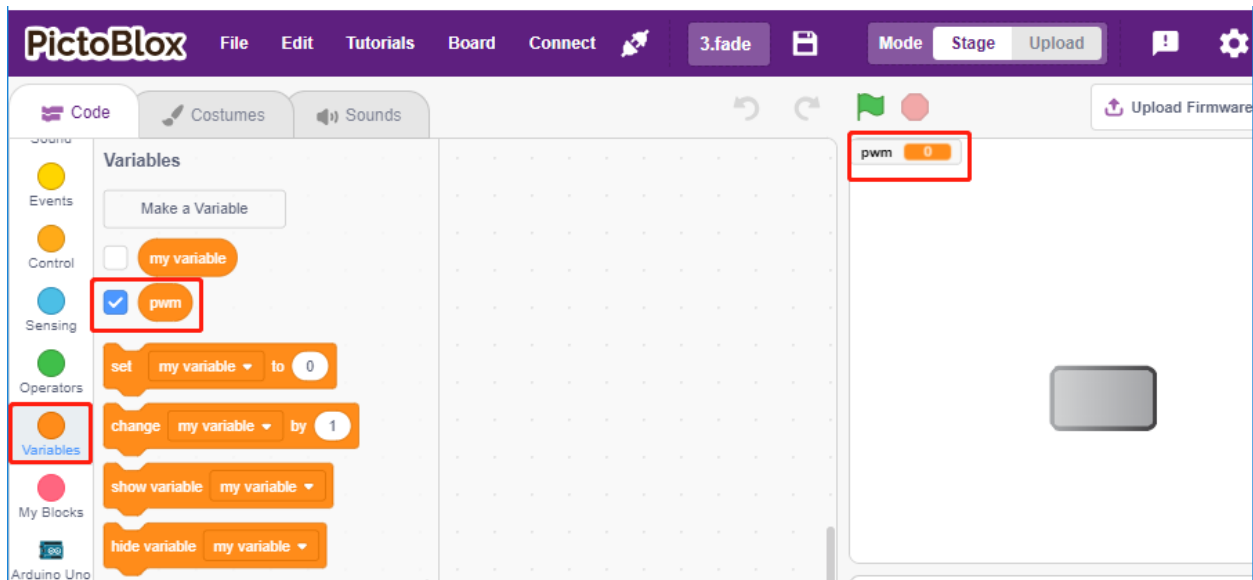 PictoBlox File Edit Tutorials Board Connect 3.fade Mode Stage Upload
Code Costumes Sounds
Upload Firmware
Sound
Events
Control
Sensing
Operators
Variables
My Blocks
Arduino Uno
Variables
Make a Variable
my variable
pwm
set my variable to 0
change my variable by 1
show variable my variable
hide variable my variable
pwm 0